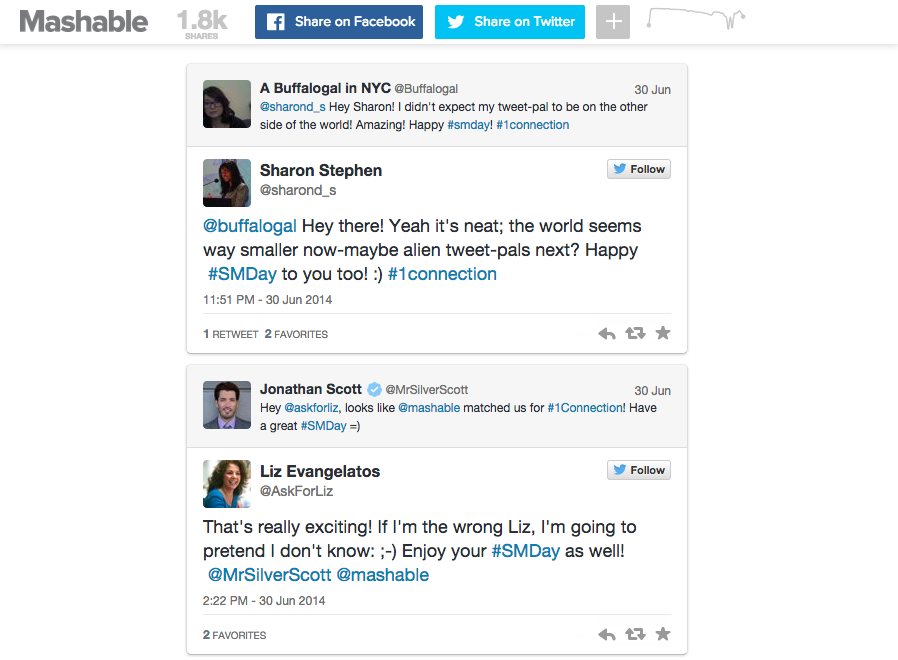 Mashable
1.8k
SHARES
Share on Facebook
Share on Twitter
+
A Buffalogal in NYC @Buffalogal 30 Jun
@sharond_s Hey Sharon! I didn't expect my tweet-pal to be on the other
side of the world! Amazing! Happy #smday! #1connection
Sharon Stephen
Follow
@sharond_s
@buffalogal Hey there! Yeah it's neat; the world seems
way smaller now-maybe alien tweet-pals next? Happy
#SMDay to you too! :) #1connection
11:51 PM - 30 Jun 2014
1 RETWEET 2 FAVORITES
Jonathan Scott @MrSilverScott 30 Jun
Hey @askforliz, looks like @mashable matched us for #1Connection! Have
a great #SMDay =)
Liz Evangelatos
Follow
@AskForLiz
That's really exciting! If I'm the wrong Liz, I'm going to
pretend I don't know: ;-) Enjoy your #SMDay as well!
@MrSilverScott @mashable
2:22 PM - 30 Jun 2014
2 FAVORITES